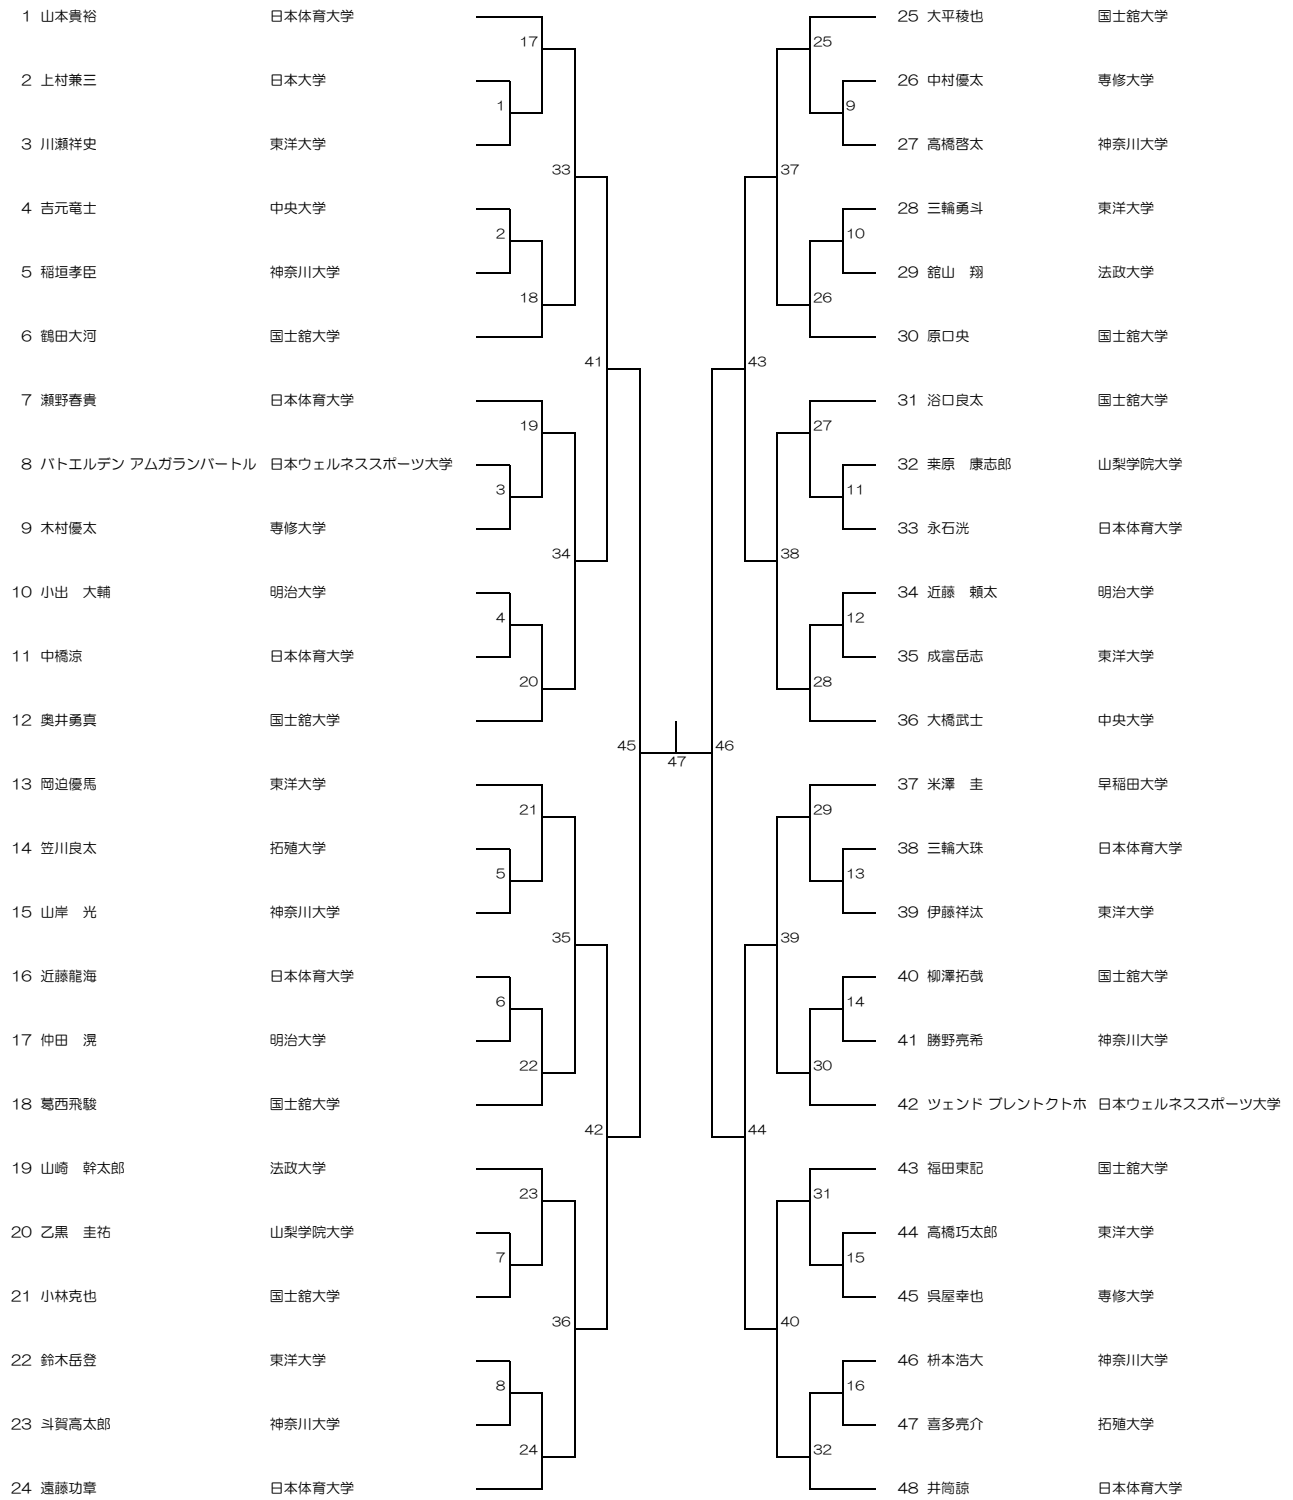 1 山本貴裕 日本体育大学
17
2 上村兼三 日本大学
1
3 川瀬祥史 東洋大学
33
4 吉元竜士 中央大学
2
5 稲垣孝臣 神奈川大学
18
6 鶴田大河 国士舘大学
41
7 瀬野春貴 日本体育大学
19
8 バトエルデン アムガランバートル 日本ウェルネススポーツ大学
3
9 木村優太 専修大学
34
10 小出　大輔 明治大学
4
11 中橋涼 日本体育大学
20
12 奥井勇真 国士舘大学
45
13 岡迫優馬 東洋大学
21
14 笠川良太 拓殖大学
5
15 山岸　光 神奈川大学
35
16 近藤龍海 日本体育大学
6
17 仲田　滉 明治大学
22
18 葛西飛駿 国士舘大学
42
19 山崎　幹太郎 法政大学
23
20 乙黒　圭祐 山梨学院大学
7
21 小林克也 国士舘大学
36
22 鈴木岳登 東洋大学
8
23 斗賀高太郎 神奈川大学
24
24 遠藤功章 日本体育大学
47
25 大平稜也 国士舘大学
25
26 中村優太 専修大学
9
27 高橋啓太 神奈川大学
37
28 三輪勇斗 東洋大学
10
29 舘山　翔 法政大学
26
30 原口央 国士舘大学
43
31 浴口良太 国士舘大学
27
32 桒原　康志郎 山梨学院大学
11
33 永石洸 日本体育大学
38
34 近藤　頼太 明治大学
12
35 成富岳志 東洋大学
28
36 大橋武士 中央大学
46
37 米澤　圭 早稲田大学
29
38 三輪大珠 日本体育大学
13
39 伊藤祥汰 東洋大学
39
40 柳澤拓哉 国士舘大学
14
41 勝野亮希 神奈川大学
30
42 ツェンド ブレントクトホ 日本ウェルネススポーツ大学
44
43 福田東記 国士舘大学
31
44 高橋巧太郎 東洋大学
15
45 呉屋幸也 専修大学
40
46 枡本浩大 神奈川大学
16
47 喜多亮介 拓殖大学
32
48 井筒諒 日本体育大学